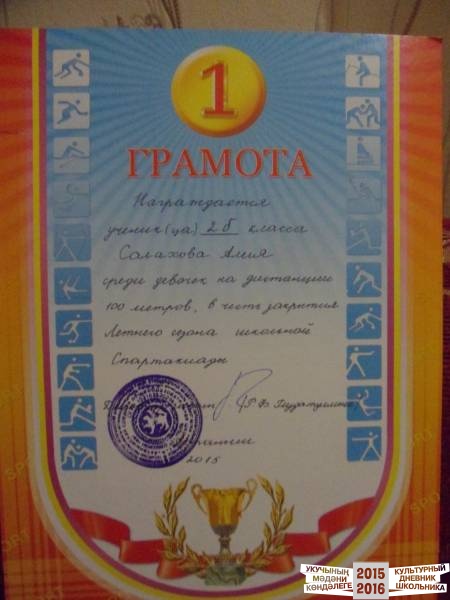 1
ГРАМОТА
Награждается
ученик(ца) 2б класса
Салахова Алия
среди девочек на дистанции
100 метров, в честь закрытия
Летнего сезона школьной
Спартакиады
2015
SPORT
УКУЧЫНЫҢ
МӘДӘНИ
КӨНДӘЛЕГЕ
2015
2016
КУЛЬТУРНЫЙ
ДНЕВНИК
ШКОЛЬНИКА